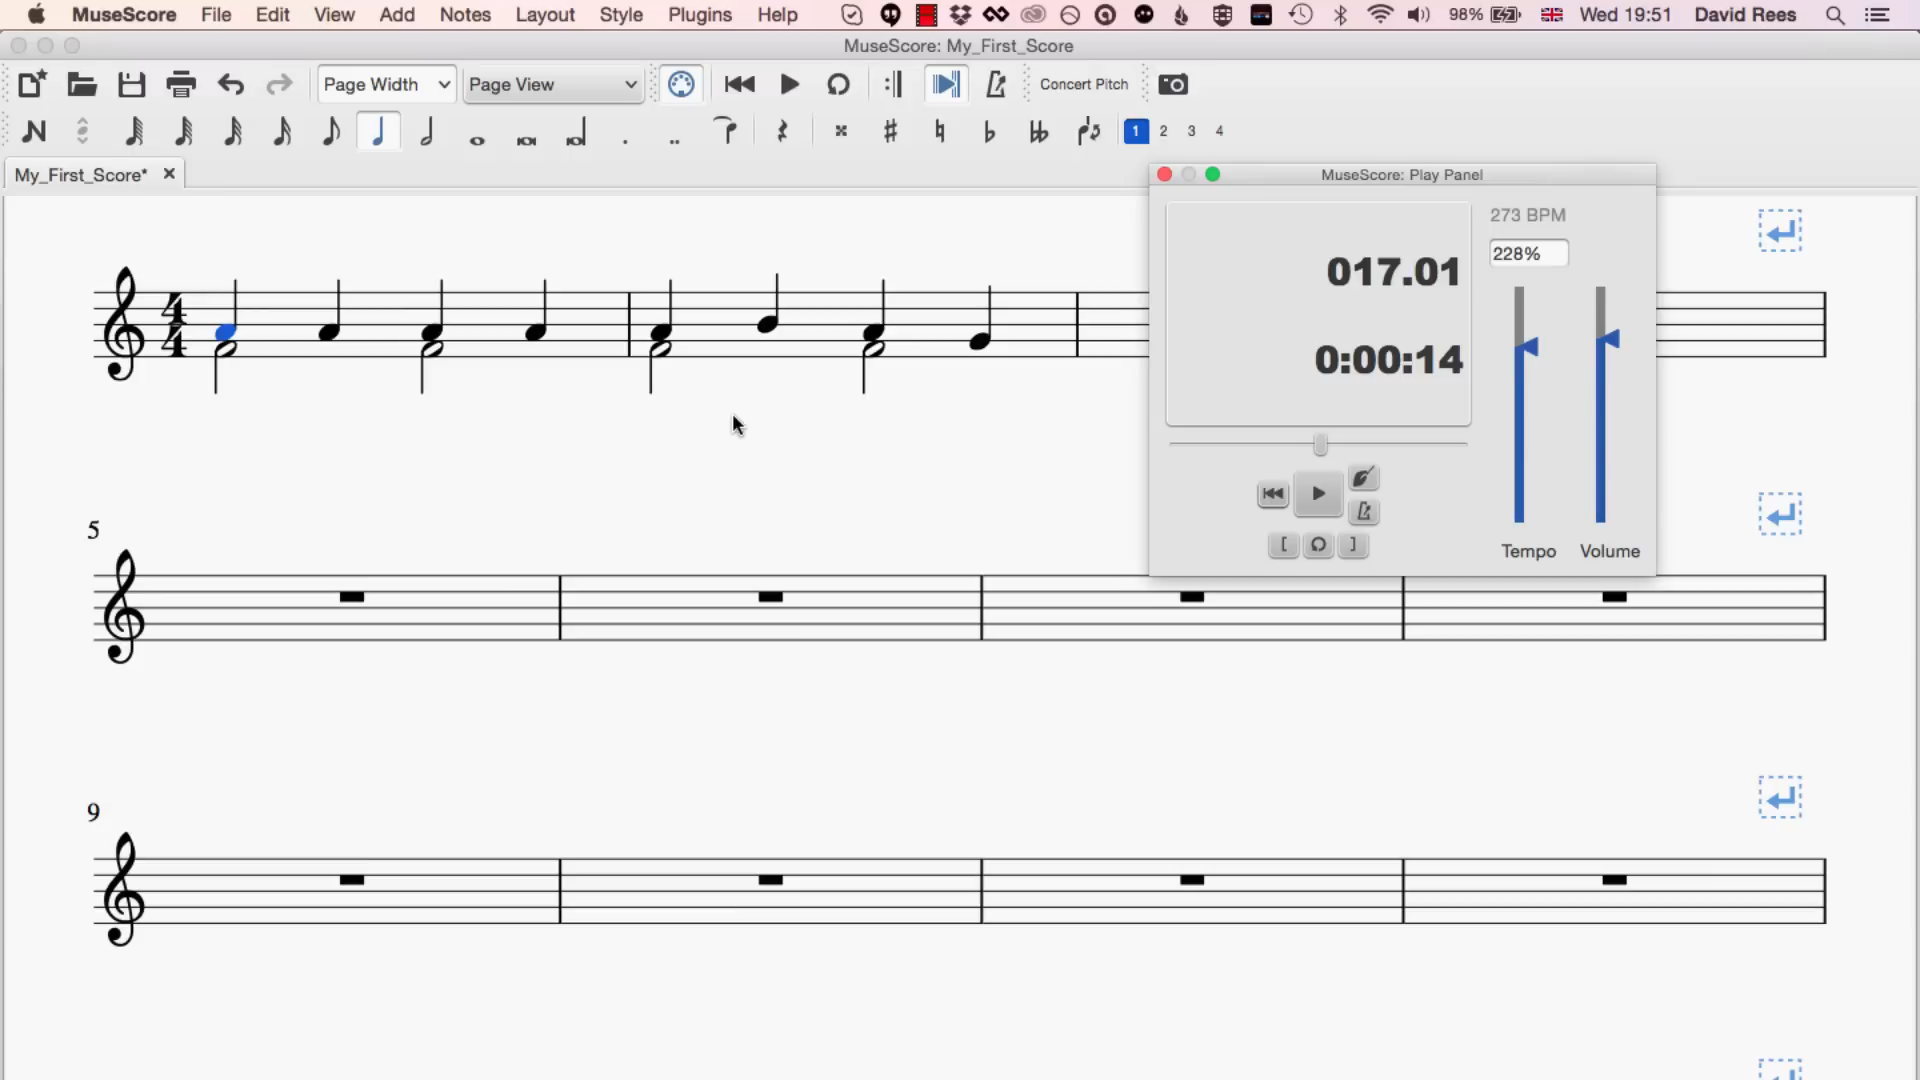 MuseScore File Edit View Add Notes Layout Style Plugins Help 98% Wed 19:51 David Rees
MuseScore: My_First_Score
Page Width Page View Concert Pitch
N 1 2 3 4
My_First_Score*
MuseScore: Play Panel
273 BPM
228%
017.01
0:00:14
Tempo Volume
4
4
5
9